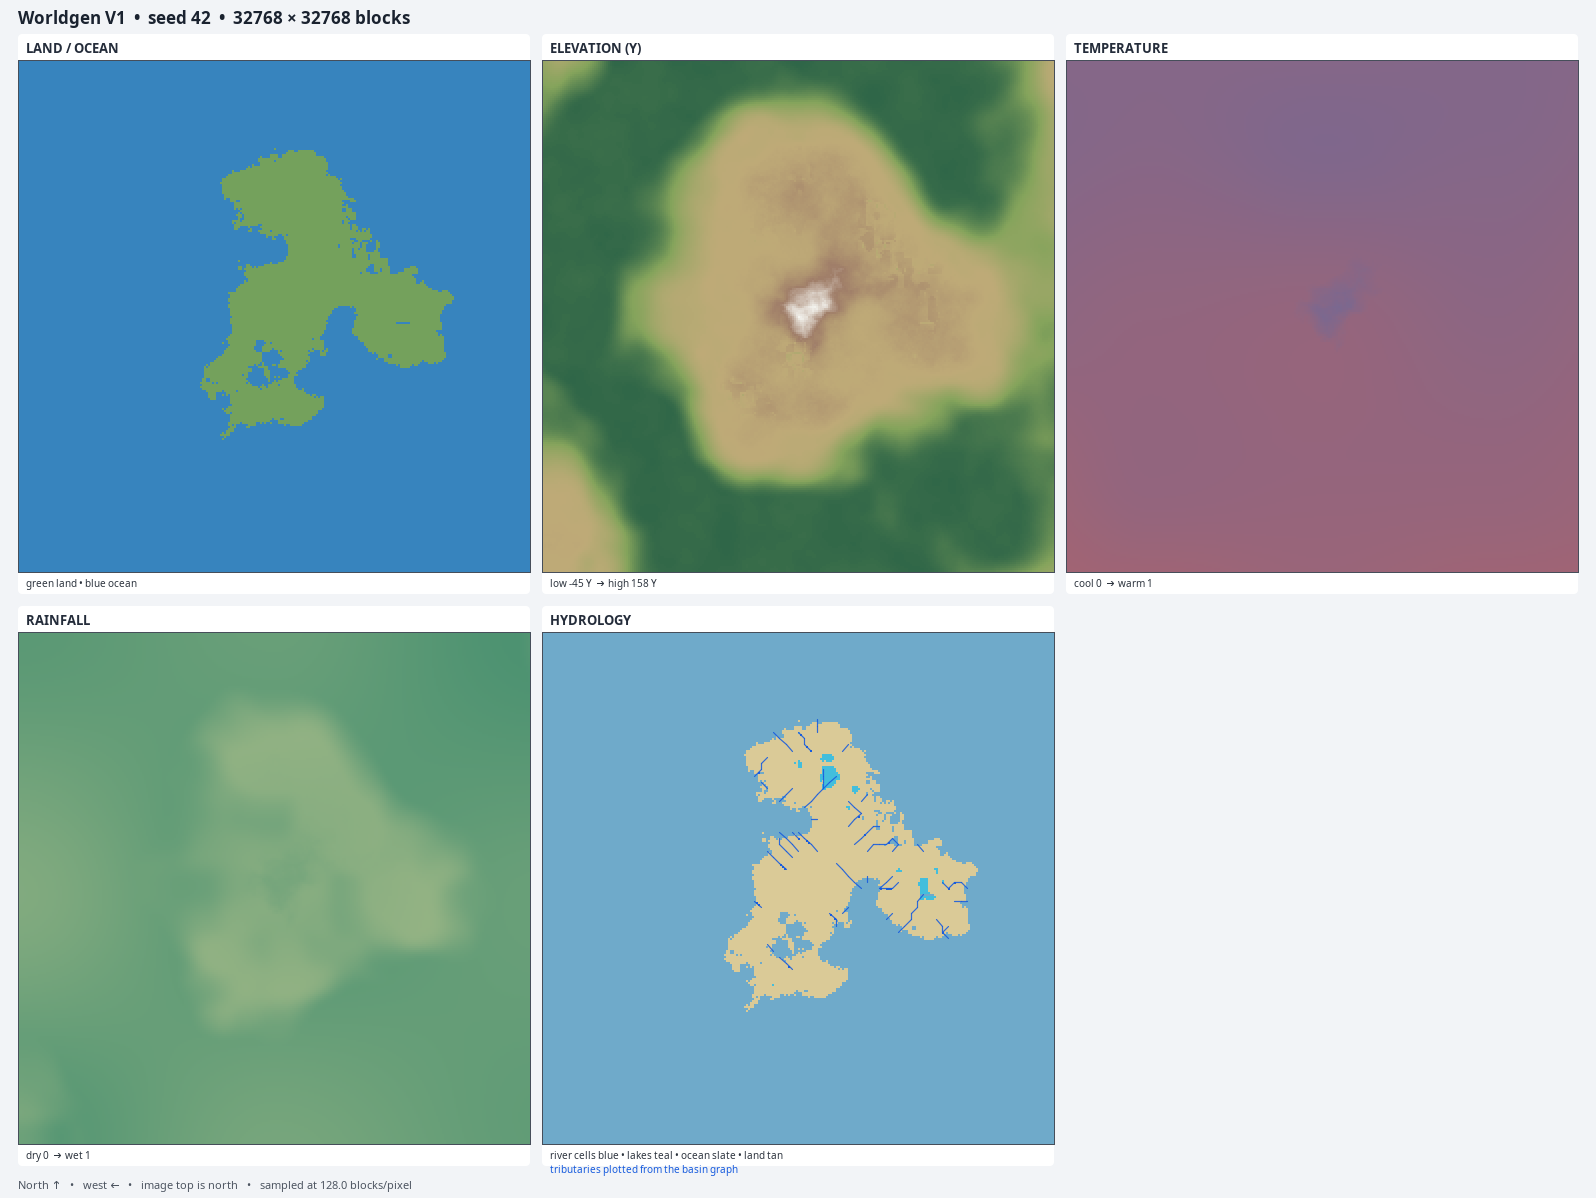 Worldgen V1 • seed 42 • 32768 × 32768 blocks
LAND / OCEAN
ELEVATION (Y)
TEMPERATURE
green land • blue ocean
low -45 Y → high 158 Y
cool 0 → warm 1
RAINFALL
HYDROLOGY
dry 0 → wet 1
river cells blue • lakes teal • ocean slate • land tan
tributaries plotted from the basin graph
North ↑ • west ← • image top is north • sampled at 128.0 blocks/pixel